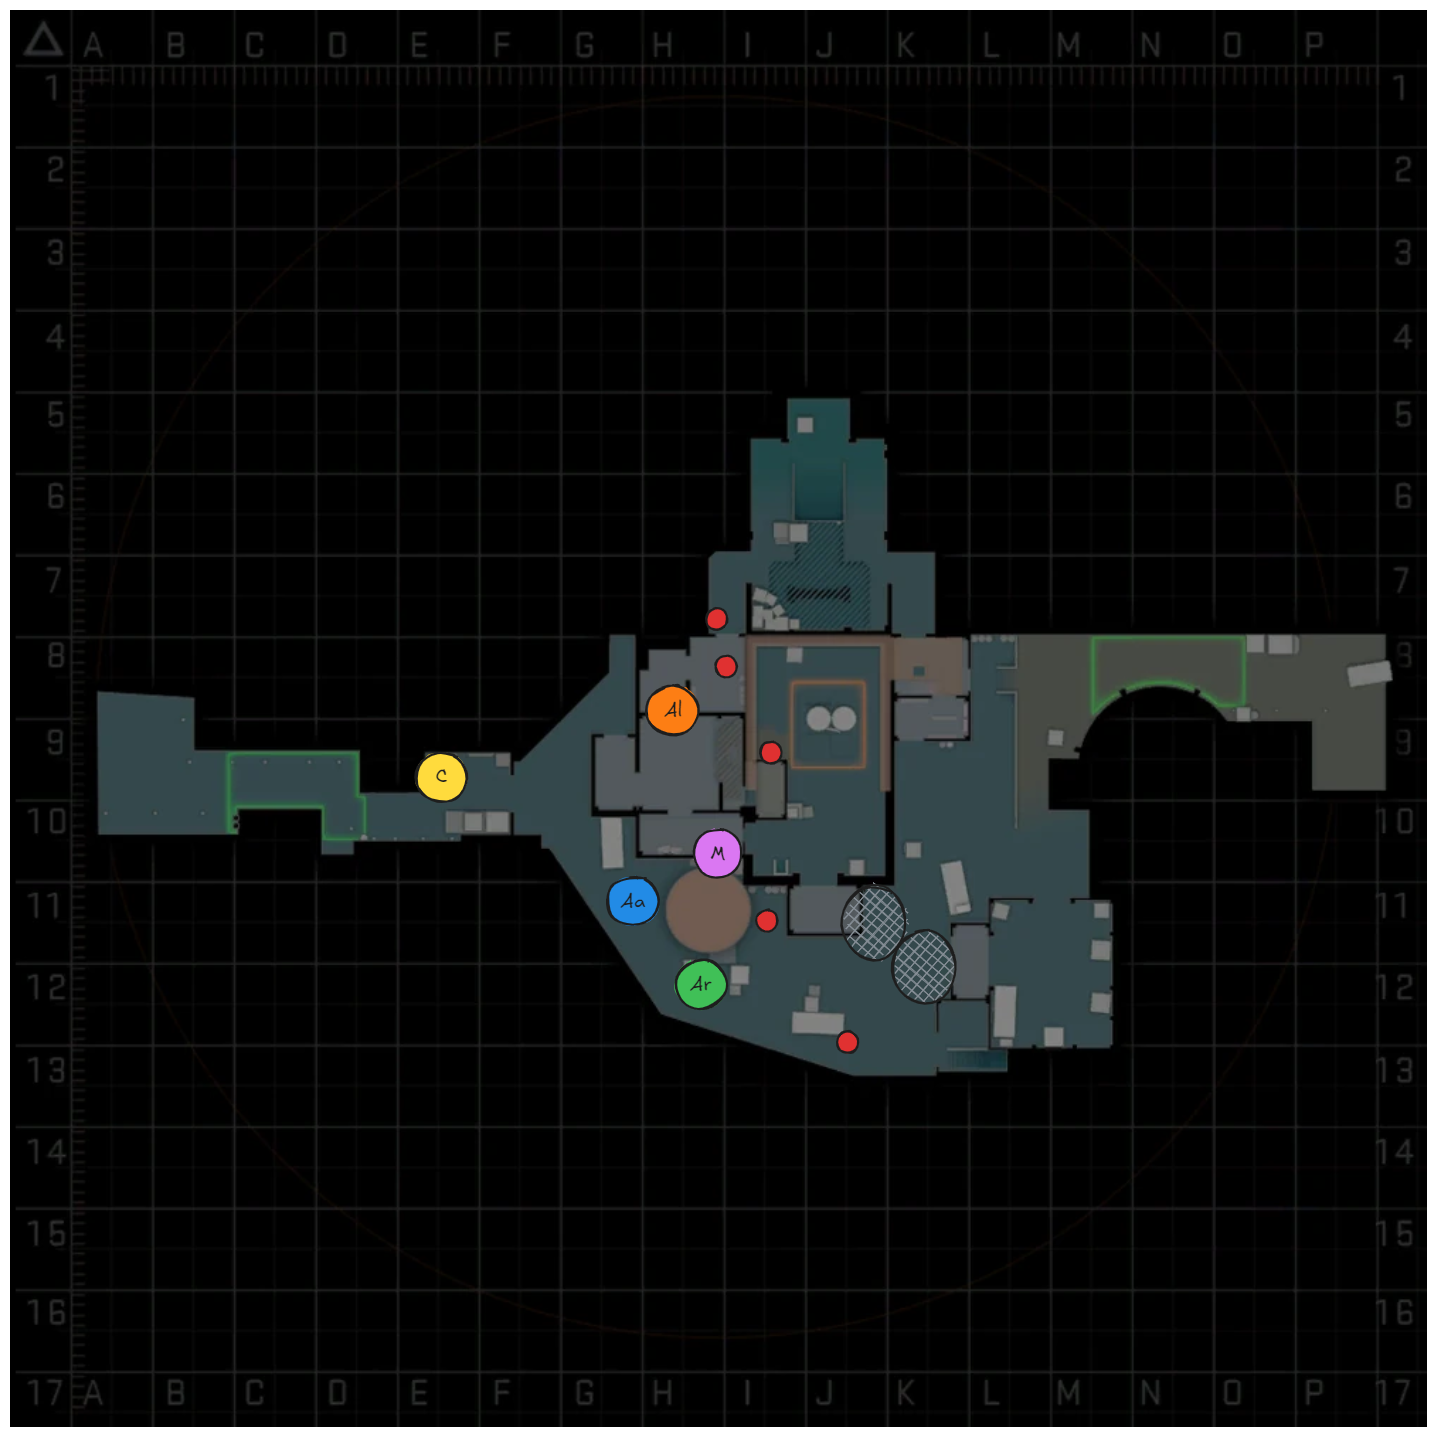 A B C D E F G H I J K L M N O P
1 1
2 2
3 3
4 4
5 5
6 6
7 7
8 8
Al
9 9
C
10 10
M
11 Aa 11
12 Ar 12
13 13
14 14
15 15
16 16
17 A B C D E F G H I J K L M N O P 17